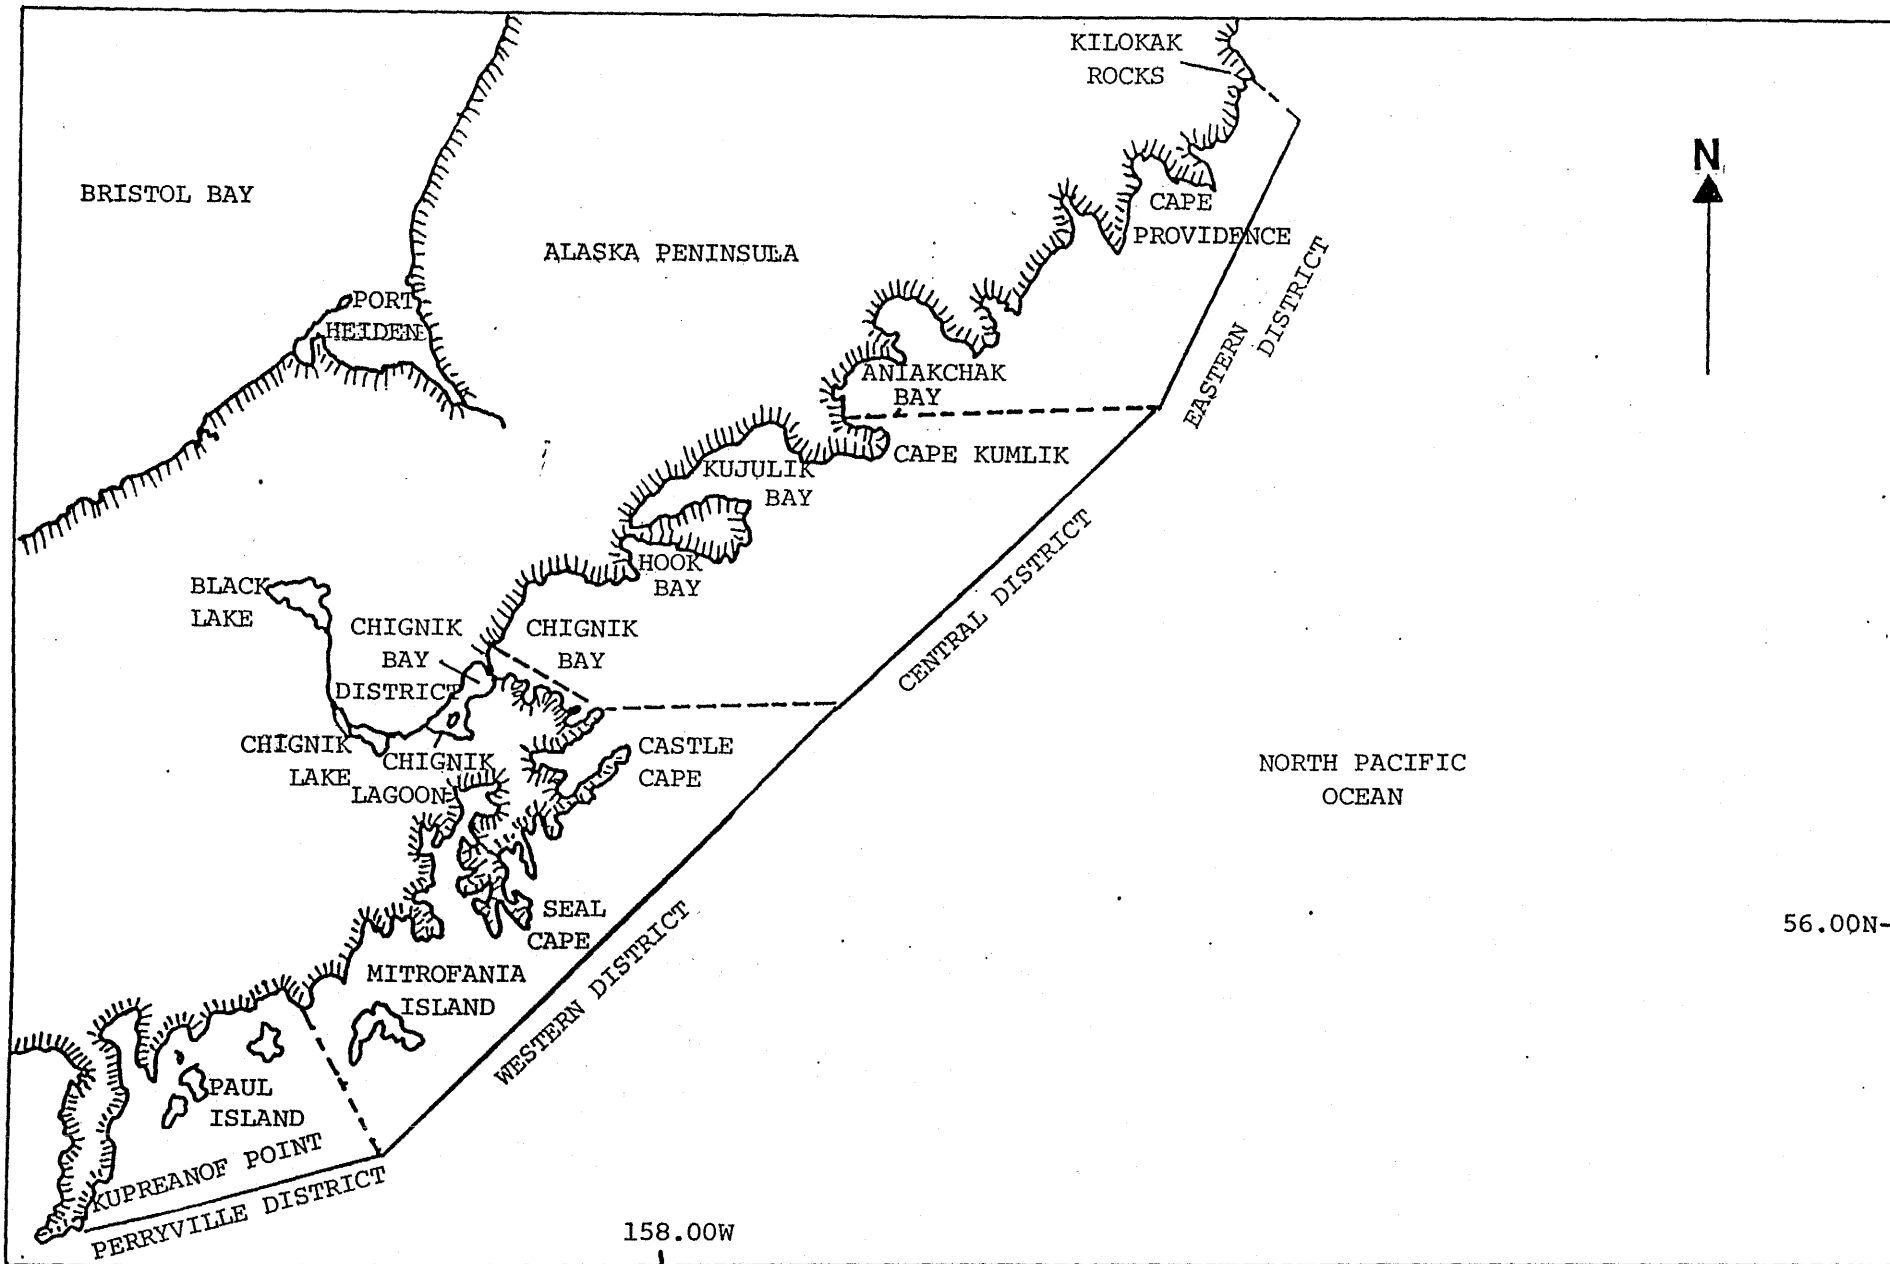 KILOKAK
ROCKS
N
BRISTOL BAY
CAPE
PROVIDENCE
ALASKA PENINSULA
EASTERN
DISTRICT
PORT
HEIDEN
ANIAKCHAK
BAY
CAPE KUMLIK
KUJULIK
BAY
HOOK
BAY
CENTRAL DISTRICT
BLACK
LAKE
CHIGNIK
BAY
DISTRICT
CHIGNIK
BAY
CHIGNIK
LAKE
CHIGNIK
LAGOON
CASTLE
CAPE
NORTH PACIFIC
OCEAN
SEAL
CAPE
56.00N
WESTERN DISTRICT
MITROFANIA
ISLAND
PAUL
ISLAND
KUPREANOF POINT
PERRYVILLE DISTRICT
158.00W